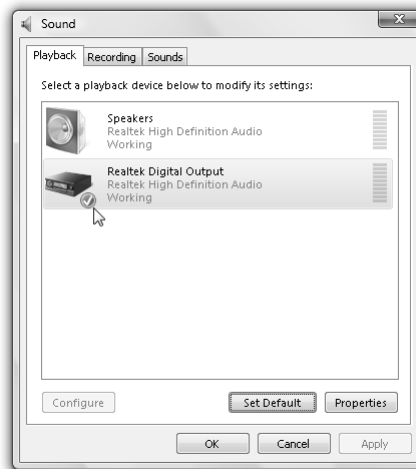 Sound
Playback Recording Sounds
Select a playback device below to modify its settings:
Speakers
Realtek High Definition Audio
Working
Realtek Digital Output
Realtek High Definition Audio
Working
Configure Set Default Properties
OK Cancel Apply